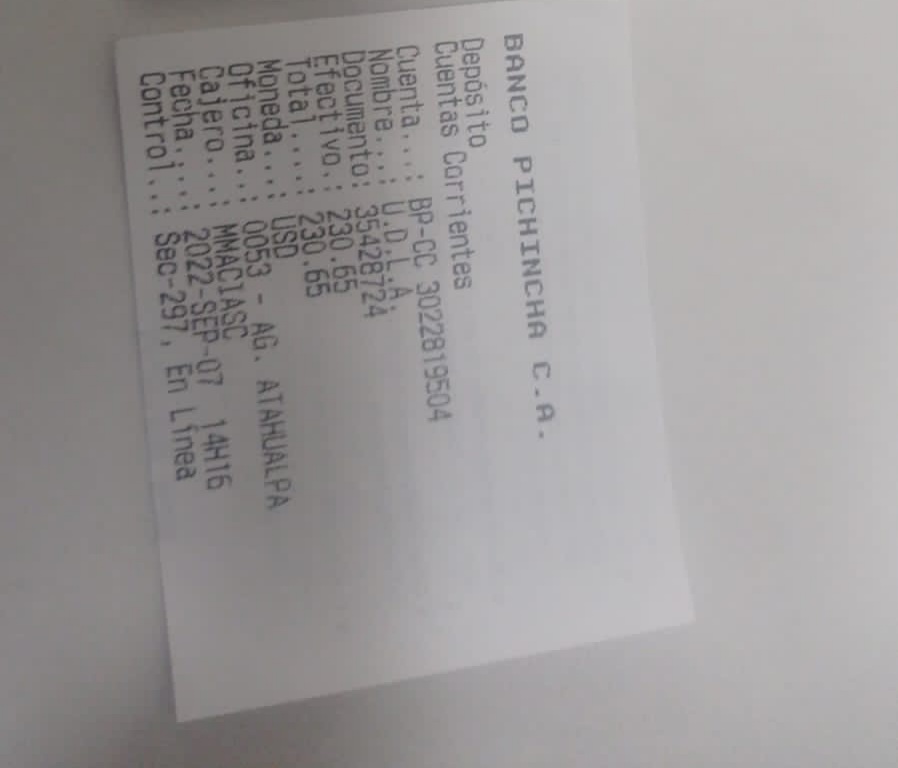 BANCO PICHINCHA C.A.
Depósito
Cuentas Corrientes
Cuenta...: BP-CC 3022819504
Nombre...: U.D.L.A.
Documento: 35428724
Efectivo.: 230.65
Total....: 230.65
Moneda...: USD
Oficina..: 0053 - AG. ATAHUALPA
Cajero...: MMACIASC
Fecha....: 2022-SEP-07 14H16
Control..: Sec-297, En Línea